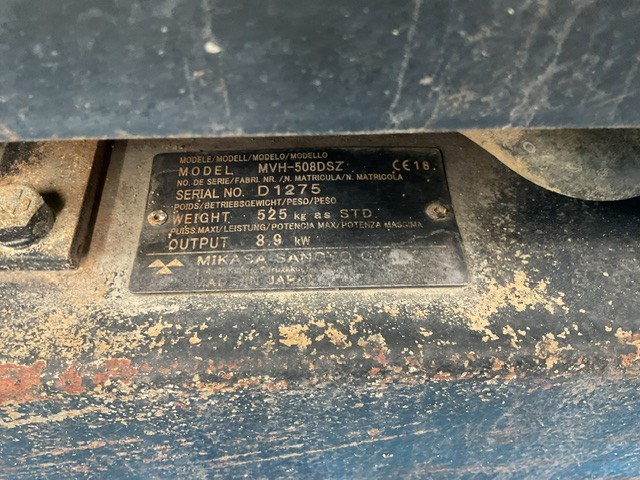 MODELE/MODELL/MODELO/MODELLO
MODEL MVH-508DSZ CE 18.
NO. DE SERIE/FABRI. NR./N. MATRICULA/N. MATRICOLA
SERIAL NO. D1275
POIDS/BETRIEBSGEWICHT/PESO/PESO
WEIGHT 525 kg as STD.
PUISS.MAXI/LEISTUNG/POTENCIA MAX/POTENZA MASSIMA
OUTPUT 8.9 kW
MIKASA SANGYO CO
MADE IN JAPAN